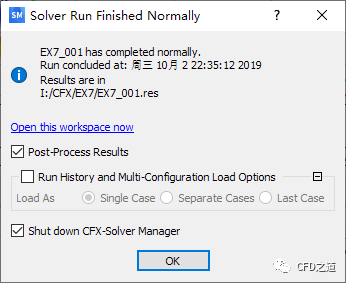 SM Solver Run Finished Normally
EX7_001 has completed normally.
Run concluded at: 周三 10月 2 22:35:12 2019
Results are in
I:/CFX/EX7/EX7_001.res
Open this workspace now
Post-Process Results
Run History and Multi-Configuration Load Options
Load As Single Case Separate Cases Last Case
Shut down CFX-Solver Manager
OK
CFD之道